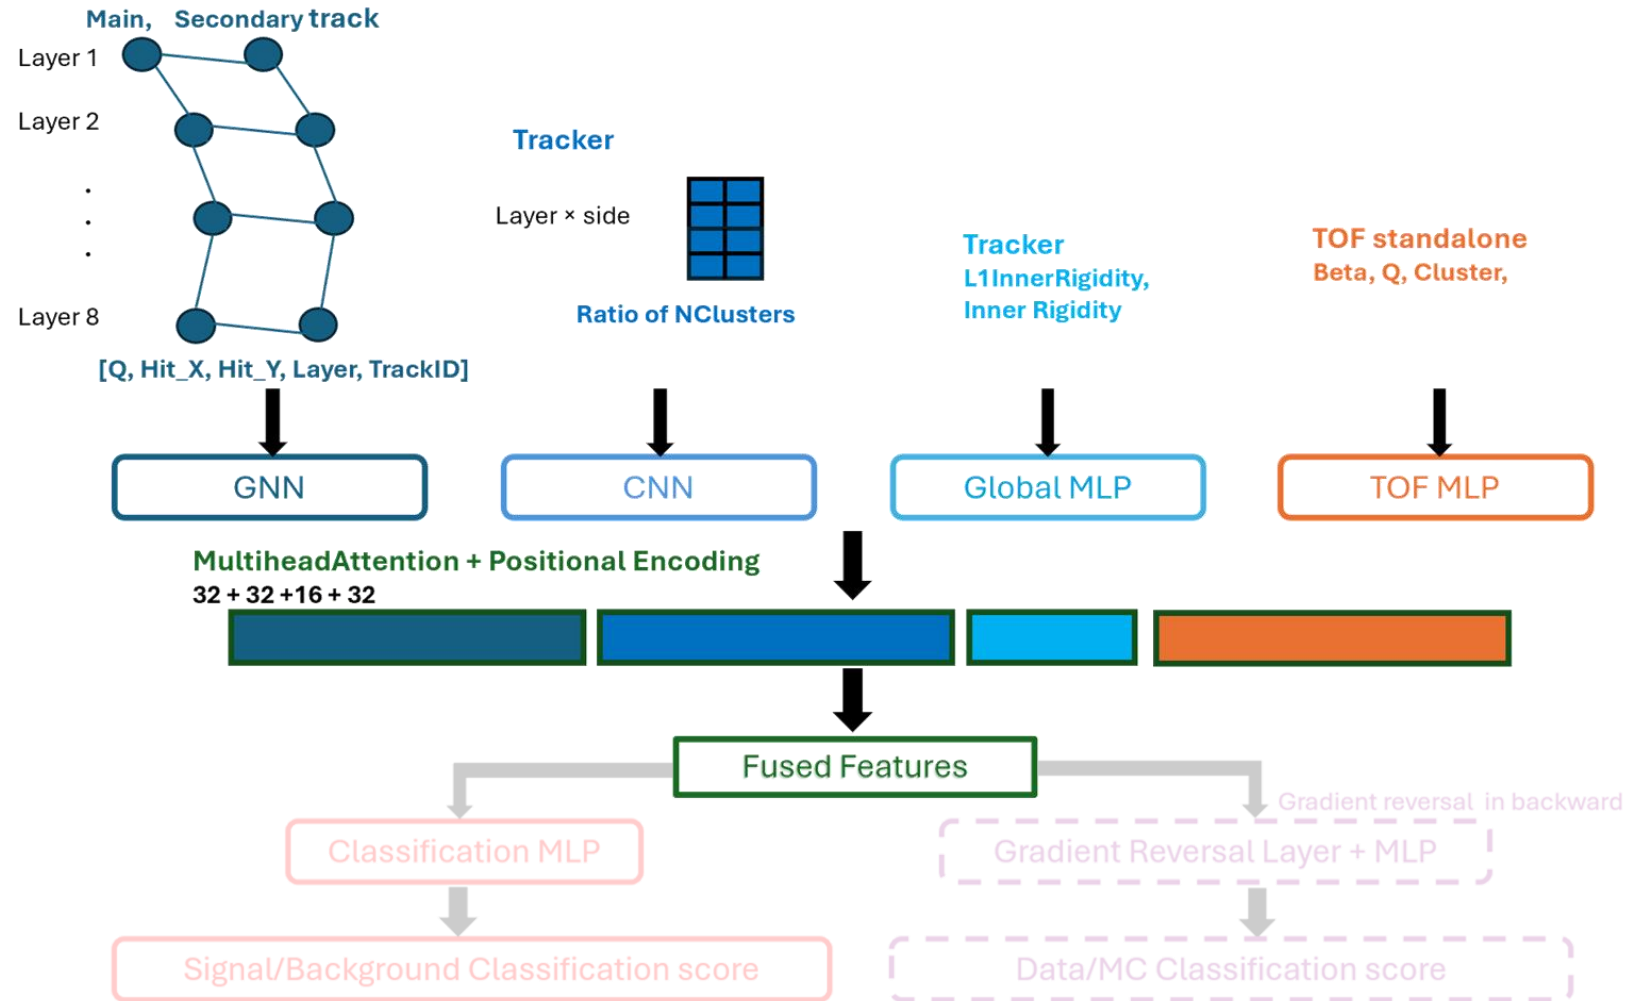 Main, Secondary track
Layer 1
Layer 2
.
.
.
Layer 8
[Q, Hit_X, Hit_Y, Layer, TrackID]
Tracker
Layer × side
Ratio of NClusters
Tracker
L1InnerRigidity,
Inner Rigidity
TOF standalone
Beta, Q, Cluster,
GNN
CNN
Global MLP
TOF MLP
MultiheadAttention + Positional Encoding
32 + 32 +16 + 32
Fused Features
Gradient reversal in backward
Classification MLP
Gradient Reversal Layer + MLP
Signal/Background Classification score
Data/MC Classification score